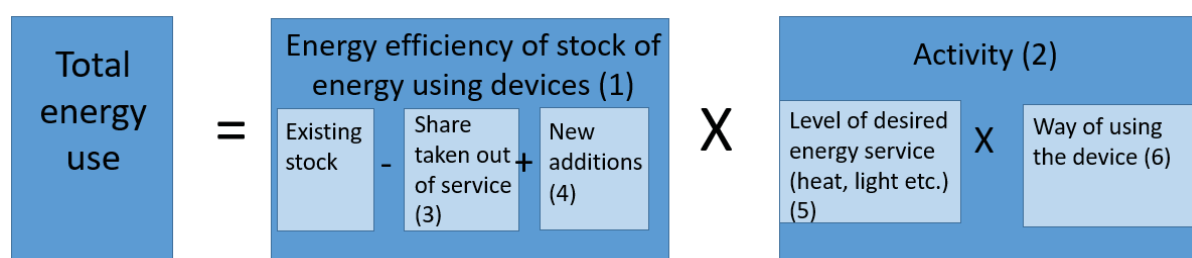 Total
energy
use
=
Energy efficiency of stock of
energy using devices (1)
Existing
stock
-
Share
taken out
of service
(3)
+
New
additions
(4)
X
Activity (2)
Level of desired
energy service
(heat, light etc.)
(5)
X
Way of using
the device (6)